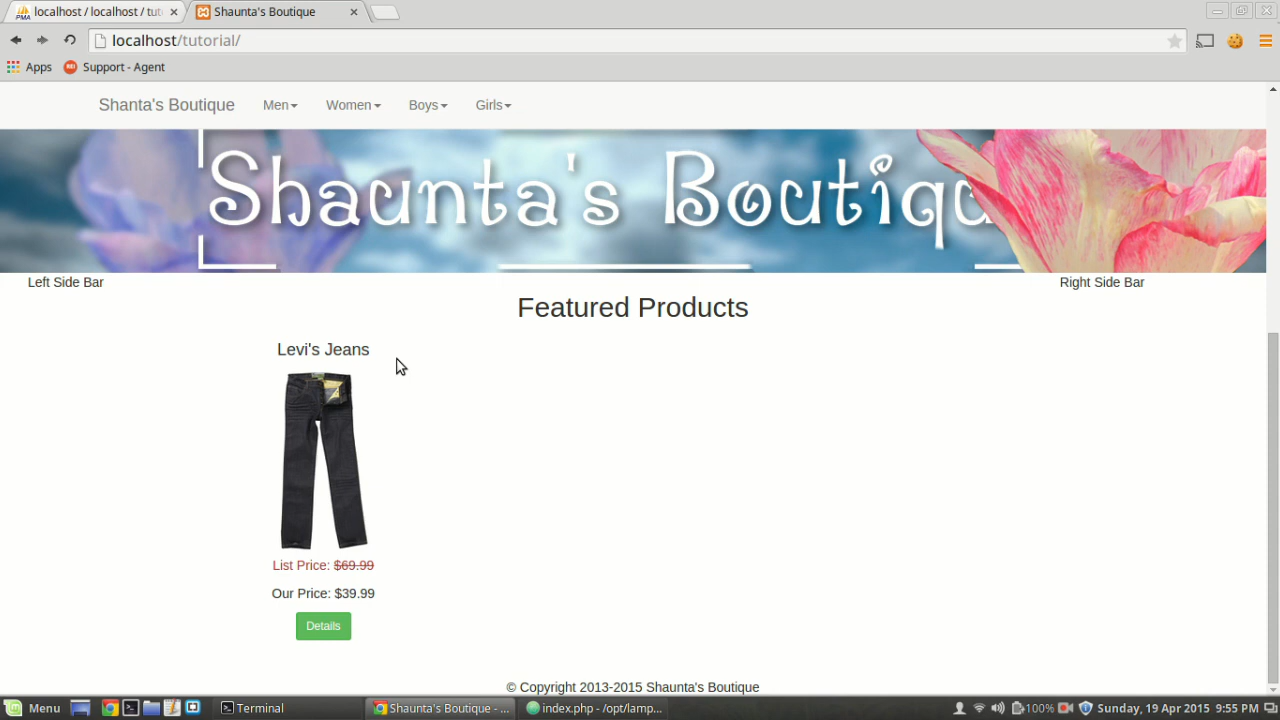 localhost / localhost / tut
Shaunta's Boutique
localhost/tutorial/
Apps
Support - Agent
Shanta's Boutique
Men
Women
Boys
Girls
Shaunta's Boutiqu
Left Side Bar
Right Side Bar
Featured Products
Levi's Jeans
List Price: $69.99
Our Price: $39.99
Details
© Copyright 2013-2015 Shaunta's Boutique
Menu
Terminal
Shaunta's Boutique - ...
index.php - /opt/lamp...
100%
Sunday, 19 Apr 2015
9:55 PM